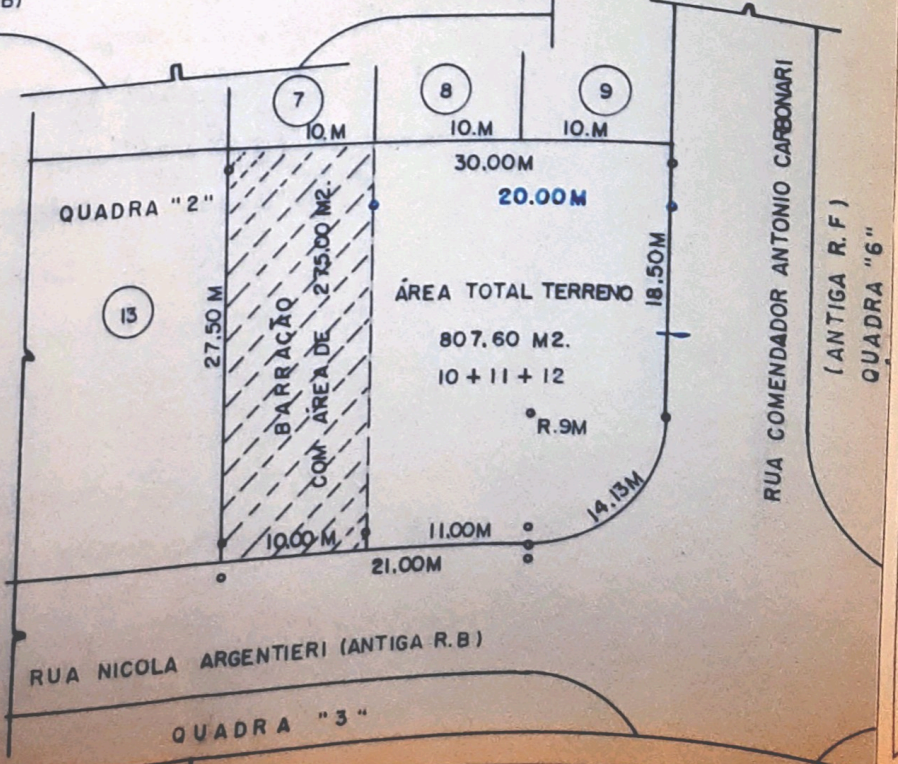 B)
7
8
9
10.M
10.M
10.M
30.00M
20.00M
QUADRA "2"
13
27.50 M
BARRAÇÃO
COM ÁREA DE 275.00 M2.
18.50M
ÁREA TOTAL TERRENO
807.60 M2.
10 + 11 + 12
R.9M
14.13M
10.00 M
11.00M
21.00M
RUA COMENDADOR ANTONIO CARBONARI
(ANTIGA R.F)
QUADRA "6"
RUA NICOLA ARGENTIERI (ANTIGA R.B)
QUADRA "3"